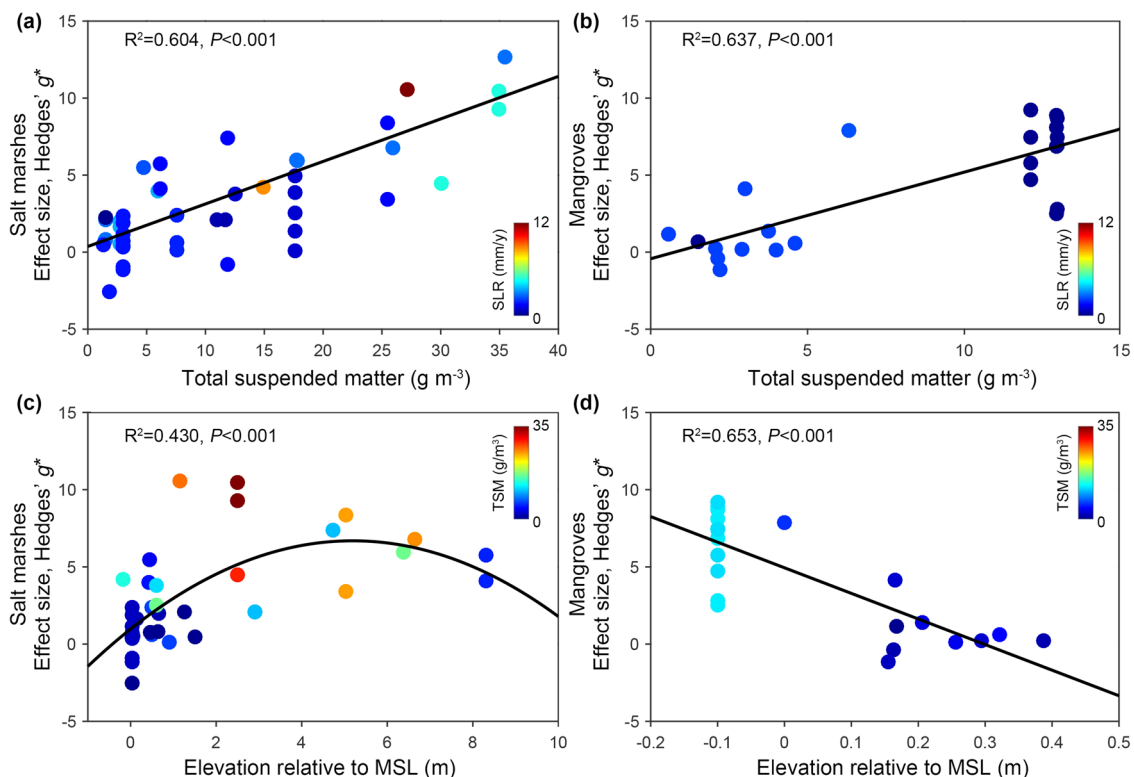 (a)
R²=0.604, P<0.001
Salt marshes
Effect size, Hedges' g*
15
10
5
0
-5
0 5 10 15 20 25 30 35 40
Total suspended matter (g m⁻³)
SLR (mm/y)
12
0
(b)
R²=0.637, P<0.001
Mangroves
Effect size, Hedges' g*
15
10
5
0
-5
0 5 10 15
Total suspended matter (g m⁻³)
SLR (mm/y)
12
0
(c)
R²=0.430, P<0.001
Salt marshes
Effect size, Hedges' g*
15
10
5
0
-5
0 2 4 6 8 10
Elevation relative to MSL (m)
TSM (g/m³)
35
0
(d)
R²=0.653, P<0.001
Mangroves
Effect size, Hedges' g*
15
10
5
0
-5
-0.2 -0.1 0 0.1 0.2 0.3 0.4 0.5
Elevation relative to MSL (m)
TSM (g/m³)
35
0